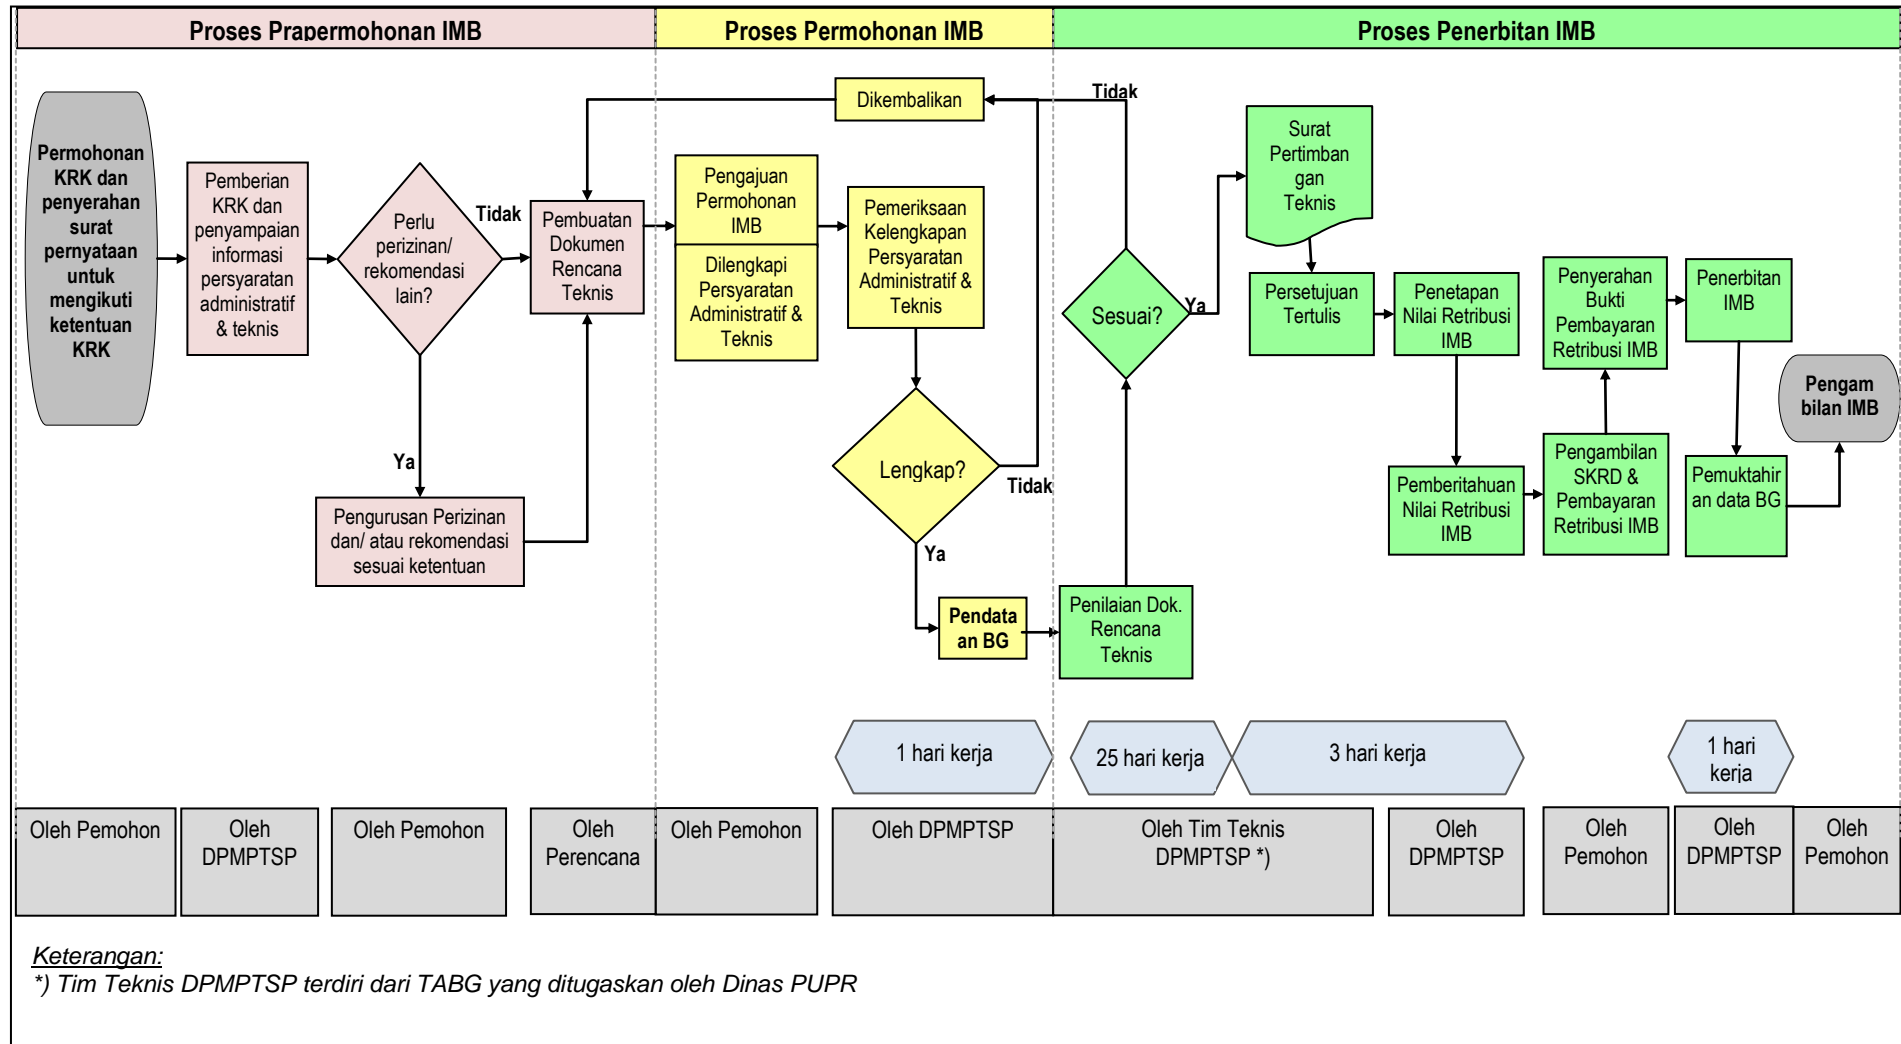 Proses Prapermohonan IMB
Proses Permohonan IMB
Proses Penerbitan IMB
Permohonan
KRK dan
penyerahan
surat
pernyataan
untuk
mengikuti
ketentuan
KRK
Pemberian
KRK dan
penyampaian
informasi
persyaratan
administratif
& teknis
Perlu
perizinan/
rekomendasi
lain?
Tidak
Ya
Pengurusan Perizinan
dan/ atau rekomendasi
sesuai ketentuan
Pembuatan
Dokumen
Rencana
Teknis
Dikembalikan
Pengajuan
Permohonan
IMB
Dilengkapi
Persyaratan
Administratif &
Teknis
Pemeriksaan
Kelengkapan
Persyaratan
Administratif &
Teknis
Lengkap?
Tidak
Ya
Pendata
an BG
Penilaian Dok.
Rencana
Teknis
Sesuai?
Tidak
Ya
Surat
Pertimban
gan
Teknis
Persetujuan
Tertulis
Penetapan
Nilai Retribusi
IMB
Pemberitahuan
Nilai Retribusi
IMB
Pengambilan
SKRD &
Pembayaran
Retribusi IMB
Penyerahan
Bukti
Pembayaran
Retribusi IMB
Penerbitan
IMB
Pemuktahir
an data BG
Pengam
bilan IMB
1 hari kerja
25 hari kerja
3 hari kerja
1 hari
kerja
Oleh Pemohon
Oleh
DPMPTSP
Oleh Pemohon
Oleh
Perencana
Oleh Pemohon
Oleh DPMPTSP
Oleh Tim Teknis
DPMPTSP *)
Oleh
DPMPTSP
Oleh
Pemohon
Oleh
DPMPTSP
Oleh
Pemohon
Keterangan:
*) Tim Teknis DPMPTSP terdiri dari TABG yang ditugaskan oleh Dinas PUPR